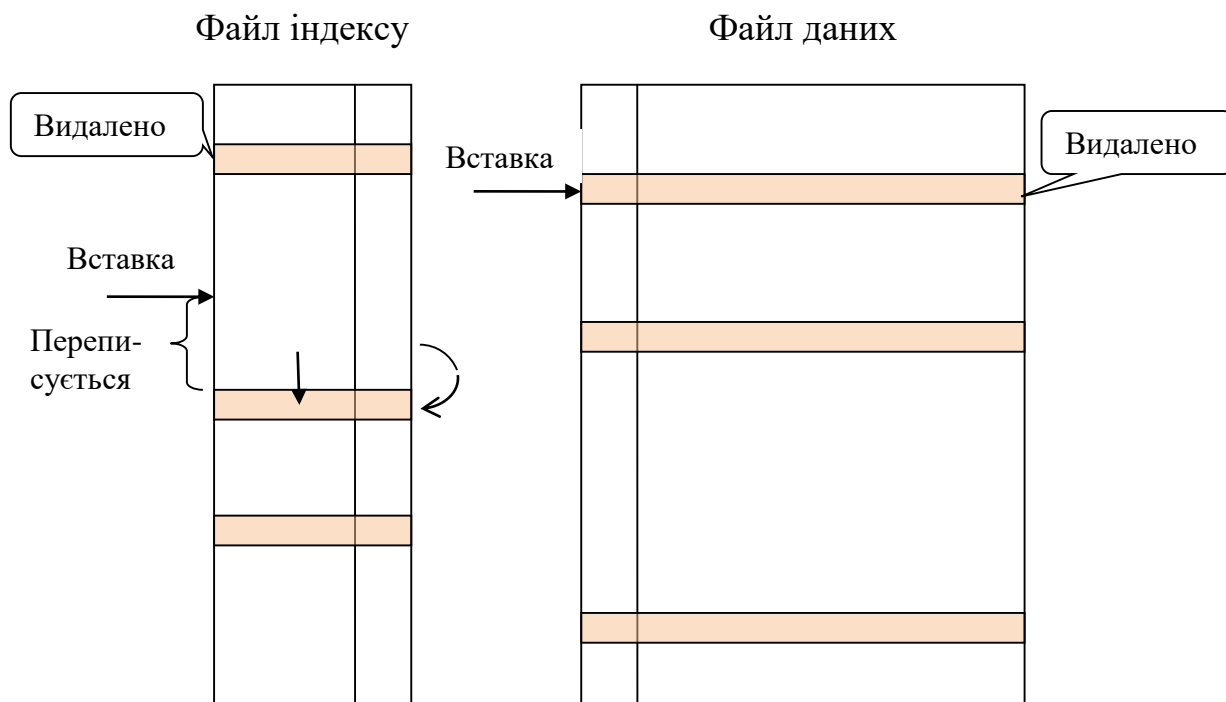 Файл індексу
Файл даних
Видалено
Вставка
Видалено
Вставка
Перепи-
сується